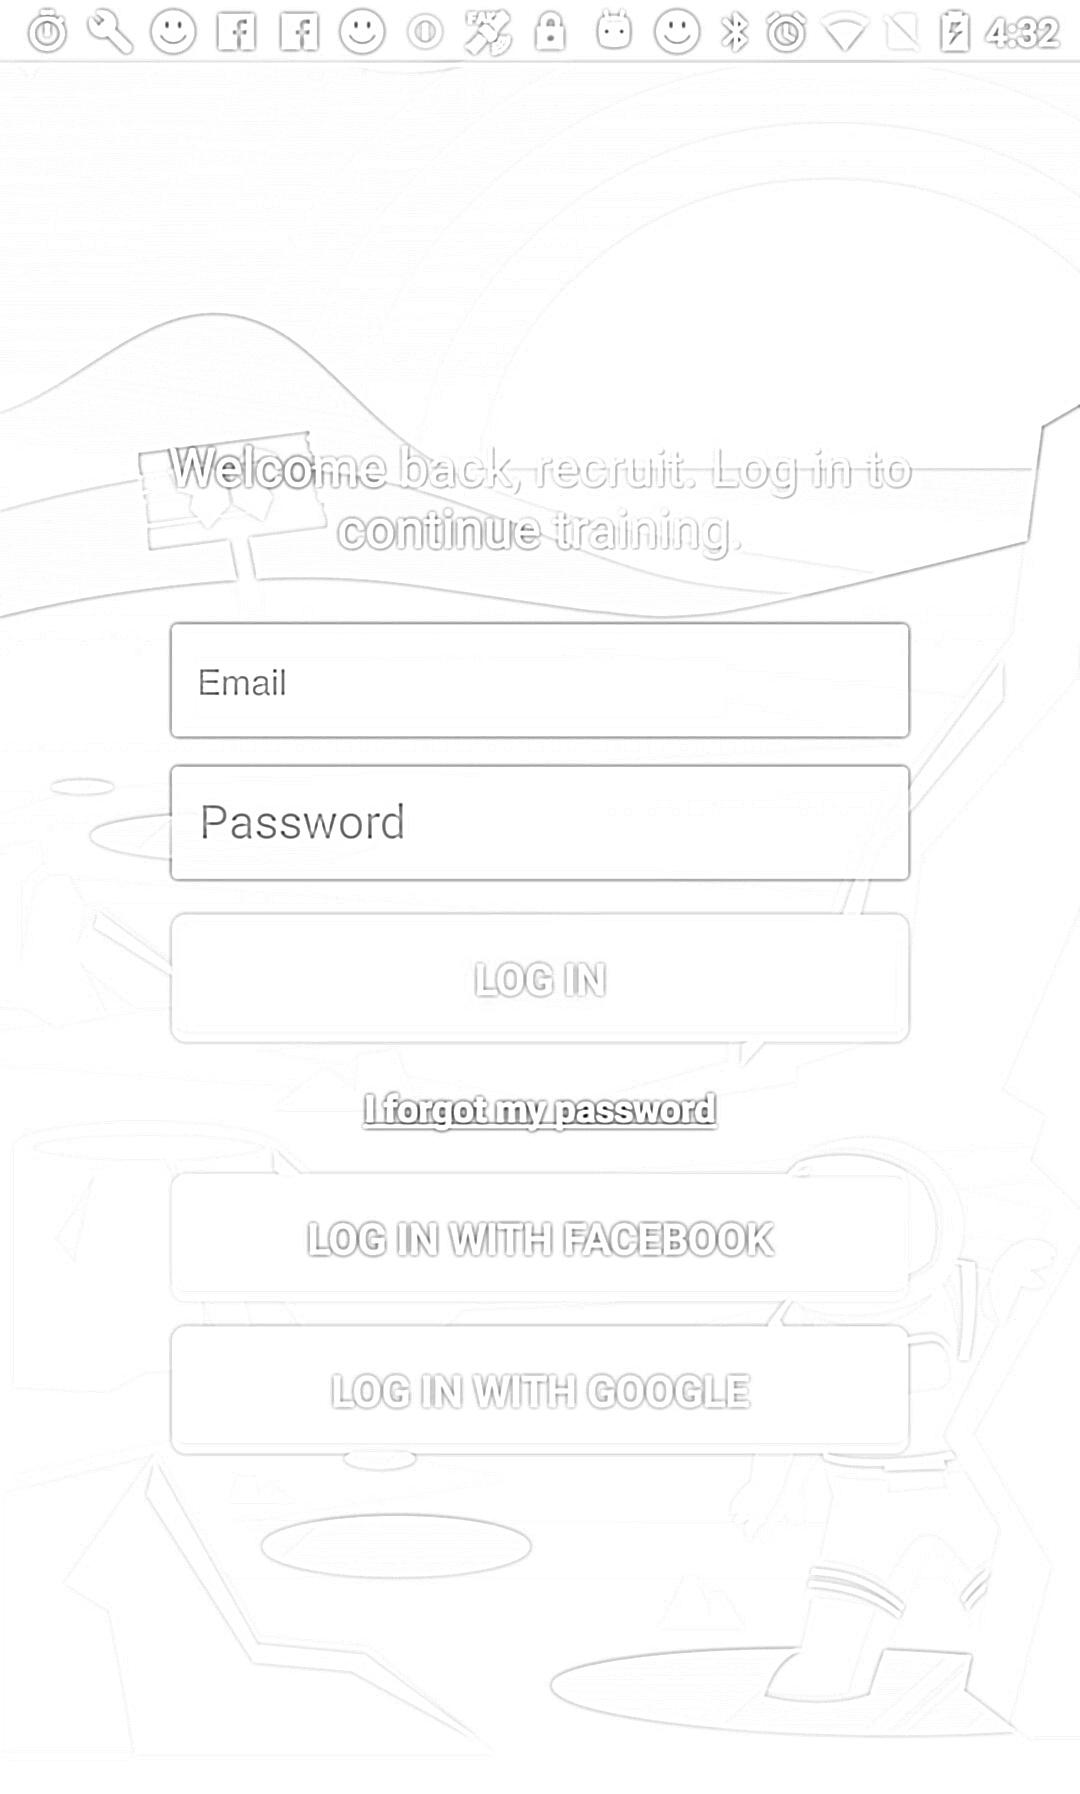 4:32
Welcome back, recruit. Log in to
continue training.
Email
Password
LOG IN
I forgot my password
LOG IN WITH FACEBOOK
LOG IN WITH GOOGLE